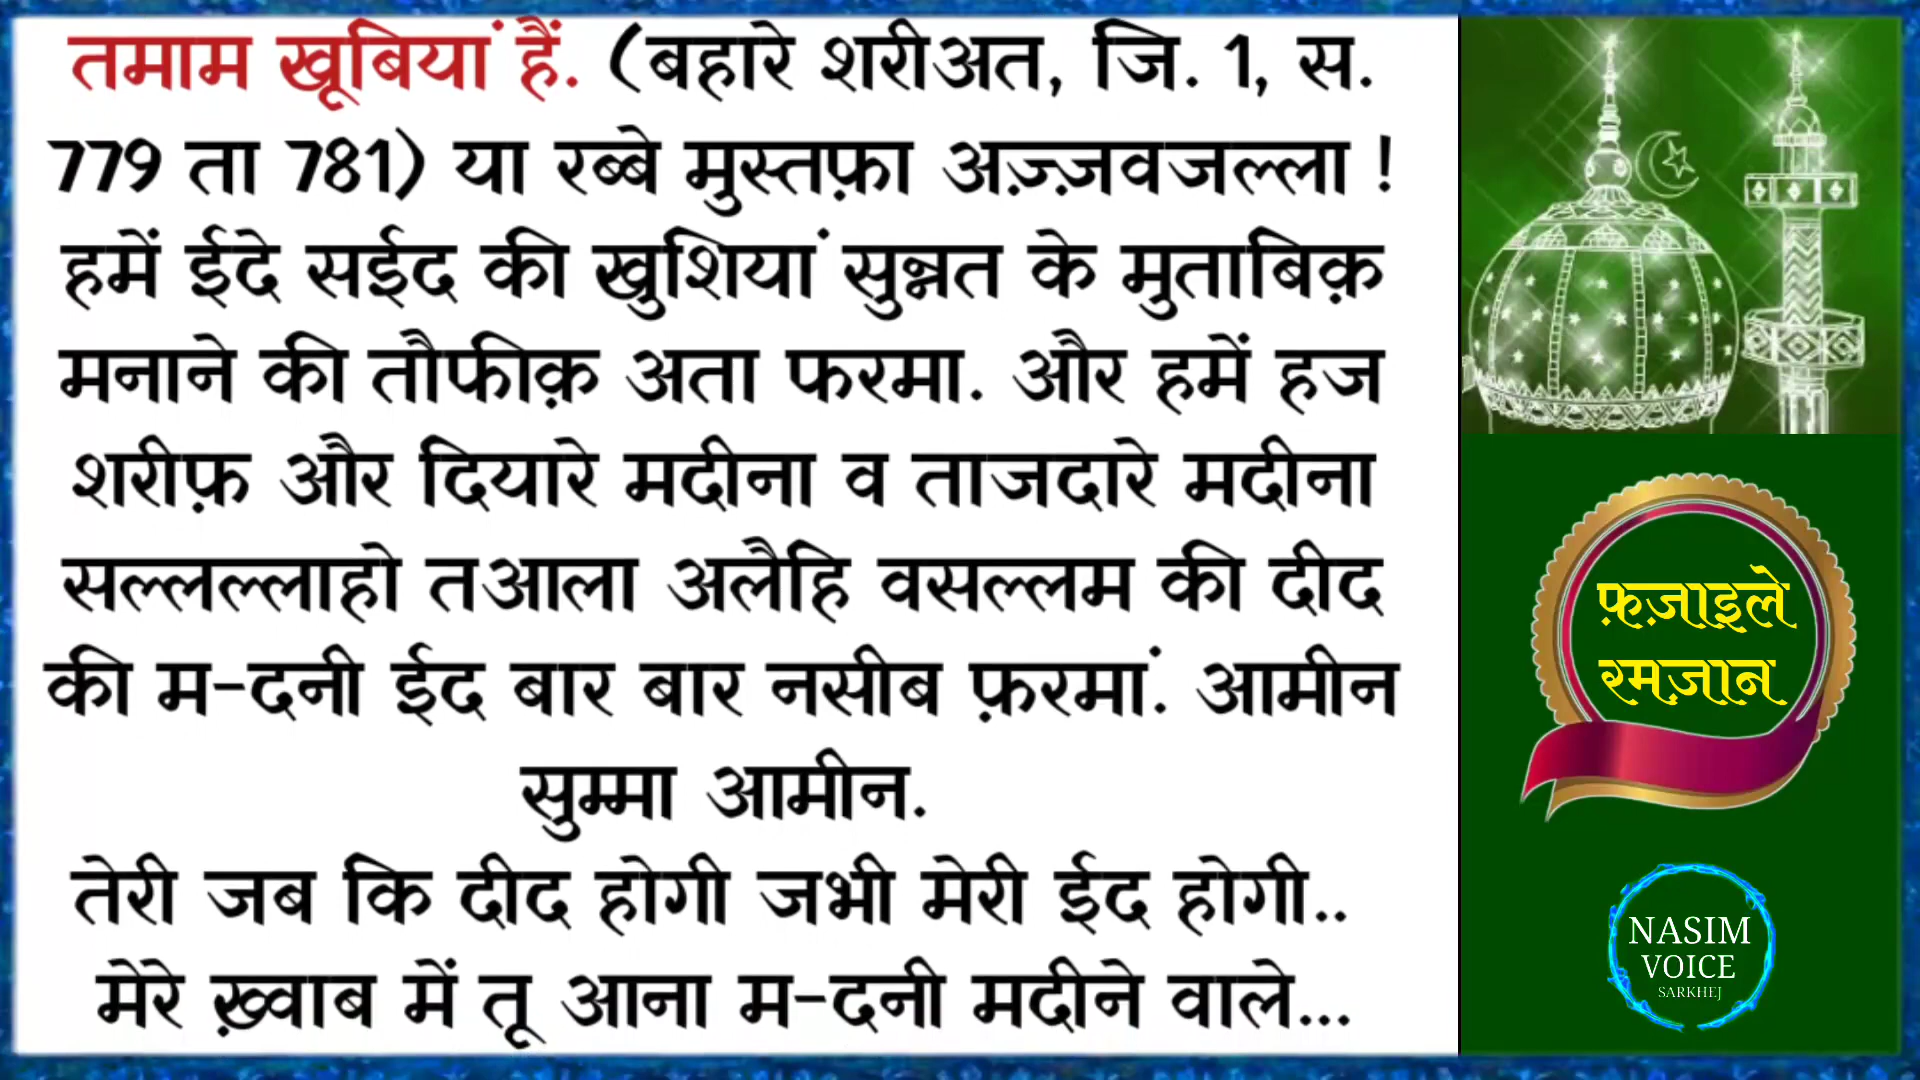 तमाम खूबियां हैं. (बहारे शरीअत, जि. 1, स.
779 ता 781) या रब्बे मुस्तफ़ा अज़्ज़वजल्ला !
हमें ईदे सईद की खुशियां सुन्नत के मुताबिक़
मनाने की तौफीक़ अता फरमा. और हमें हज
शरीफ़ और दियारे मदीना व ताजदारे मदीना
सल्लल्लाहो तआला अलैहि वसल्लम की दीद
की म-दनी ईद बार बार नसीब फ़रमां. आमीन
सुम्मा आमीन.
तेरी जब कि दीद होगी जभी मेरी ईद होगी..
मेरे ख़्वाब में तू आना म-दनी मदीने वाले...
फ़ज़ाइले
रमज़ान
NASIM
VOICE
SARKHEJ